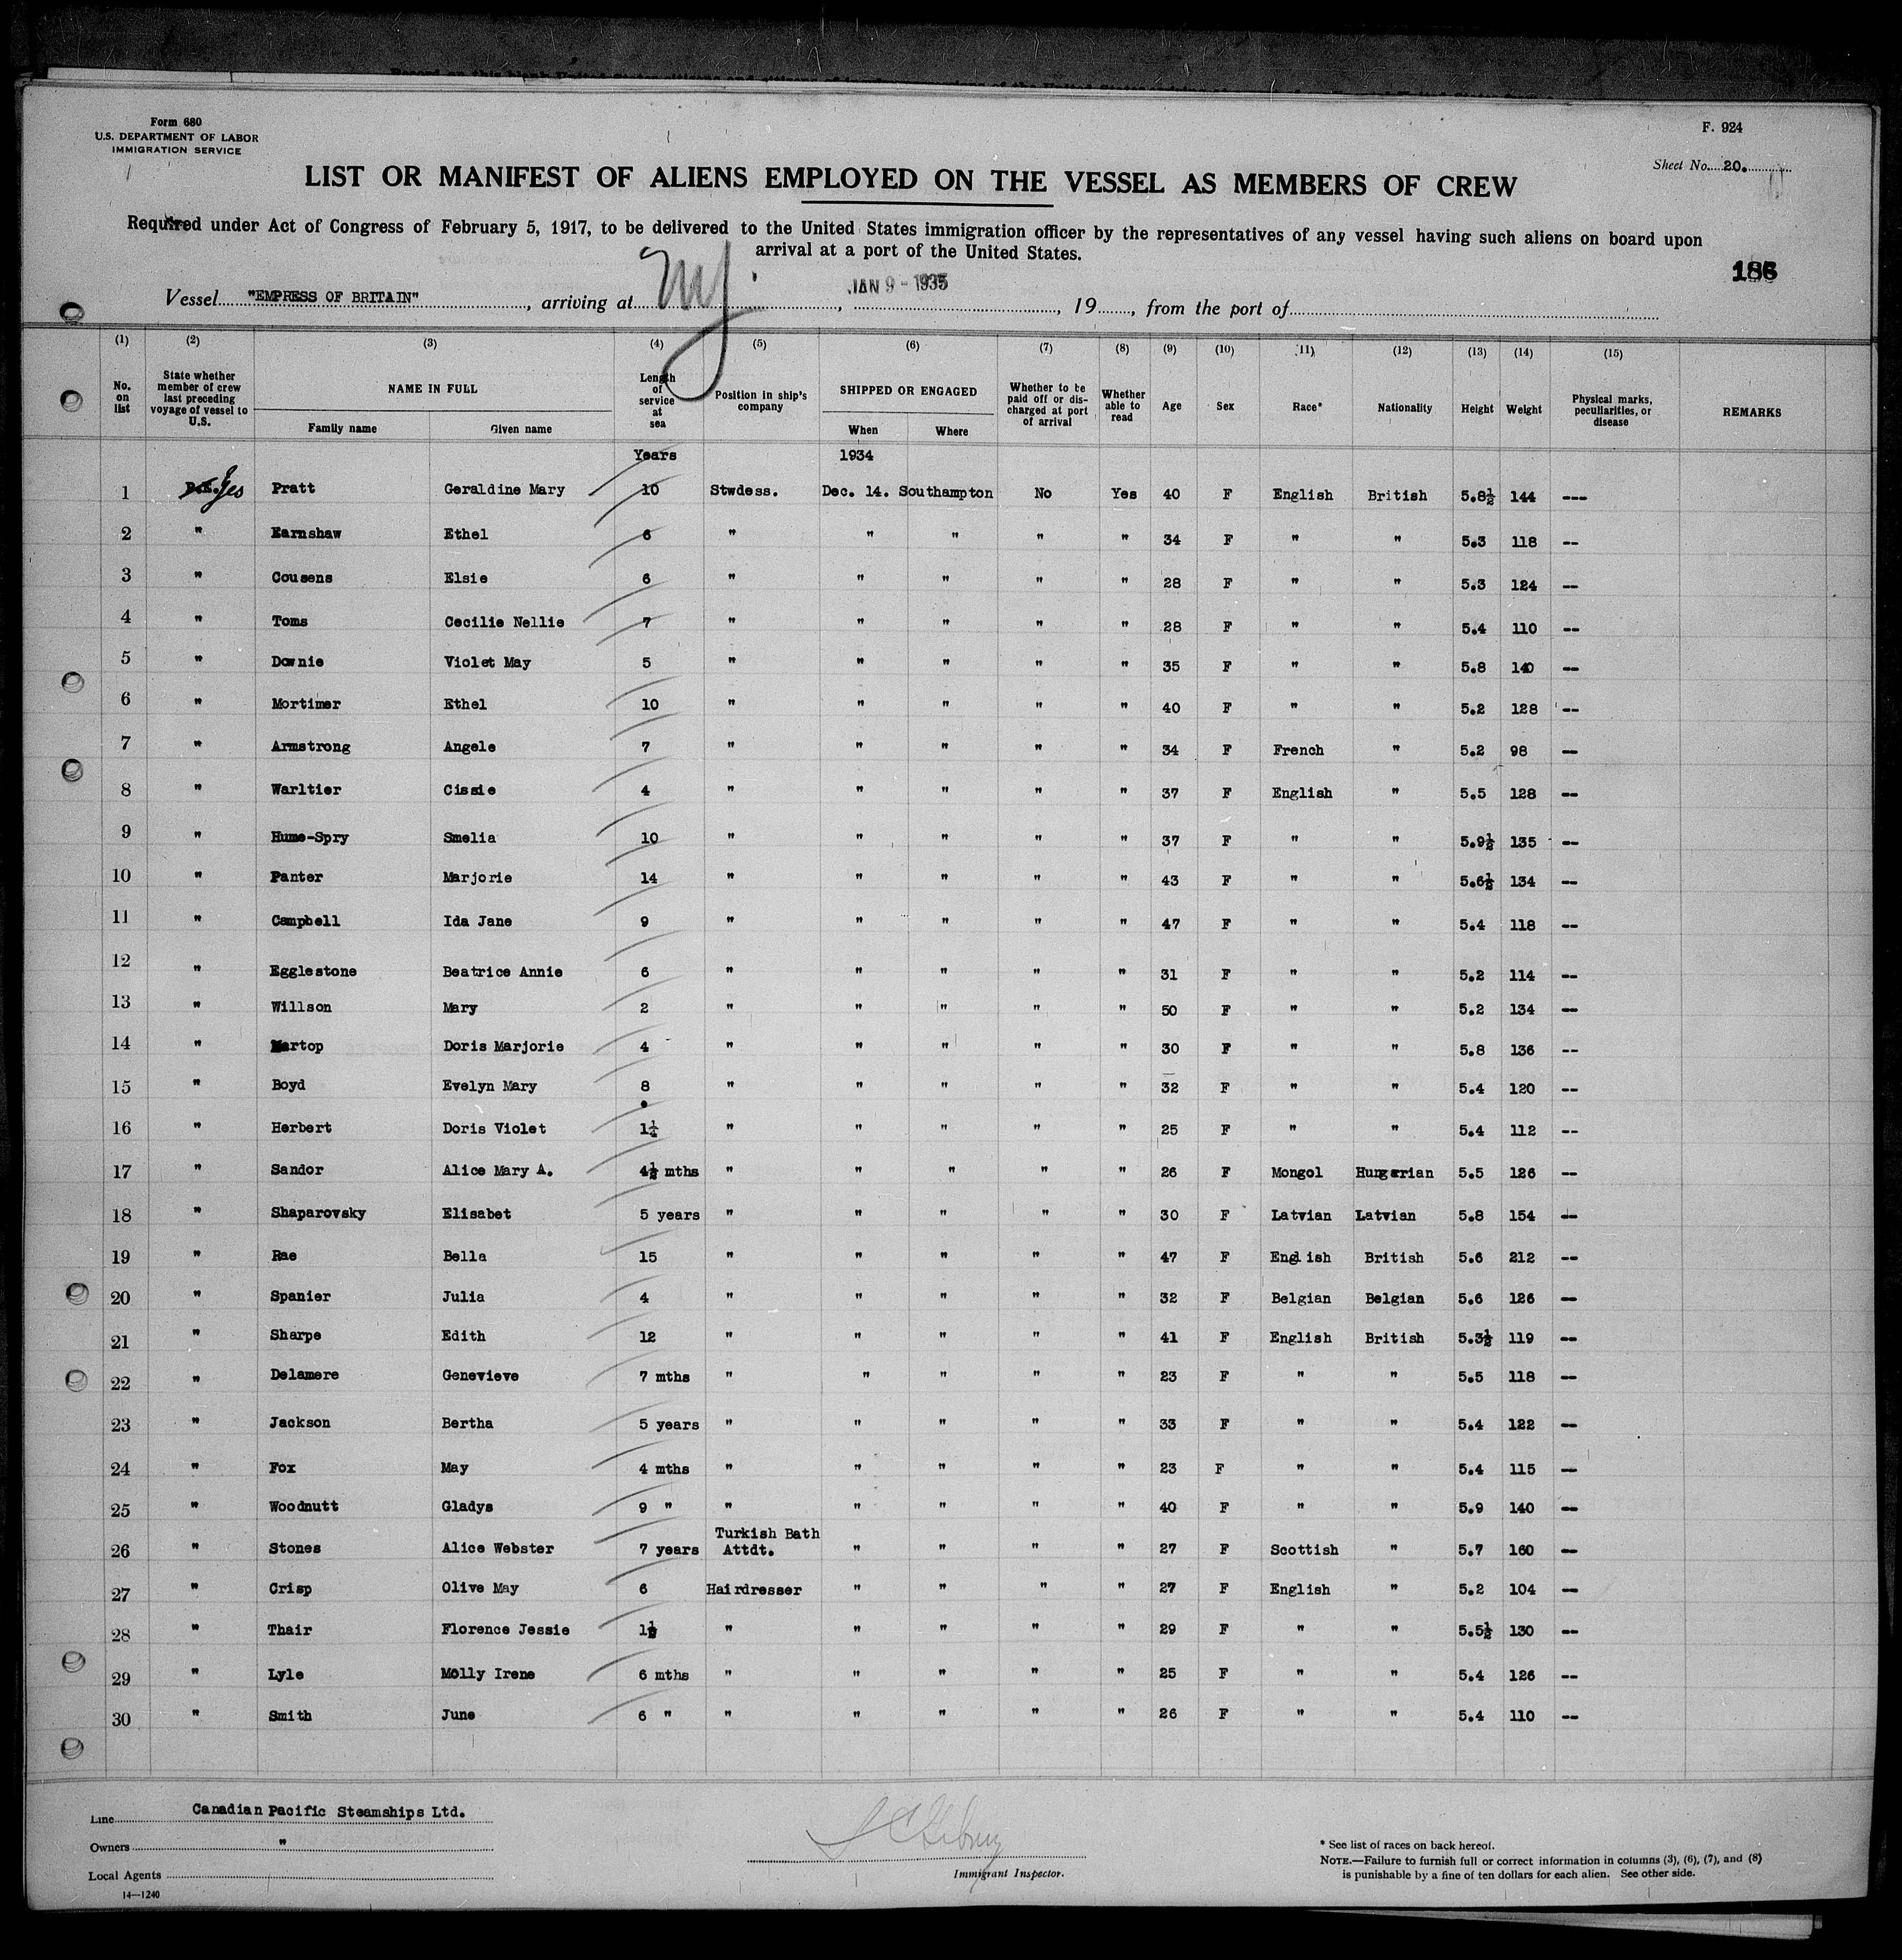 Form 680
U.S. DEPARTMENT OF LABOR
IMMIGRATION SERVICE
F. 924
Sheet No. 20.
LIST OR MANIFEST OF ALIENS EMPLOYED ON THE VESSEL AS MEMBERS OF CREW
Required under Act of Congress of February 5, 1917, to be delivered to the United States immigration officer by the representatives of any vessel having such aliens on board upon
arrival at a port of the United States.
186
Vessel "EMPRESS OF BRITAIN", arriving at NY., JAN 9 - 1935, 19, from the port of
(1) (2) (3) (4) (5) (6) (7) (8) (9) (10) (11) (12) (13) (14) (15)
No. on list
State whether member of crew last preceding voyage of vessel to U.S.
NAME IN FULL
Family name Given name
Length of service at sea
Position in ship's company
SHIPPED OR ENGAGED
When Where
Whether to be paid off or discharged at port of arrival
Whether able to read
Age
Sex
Race*
Nationality
Height
Weight
Physical marks, peculiarities, or disease
REMARKS
Years 1934
1 Yes Pratt Geraldine Mary 10 Stwdess. Dec. 14. Southampton No Yes 40 F English British 5.8½ 144 ---
2 " Earnshaw Ethel 6 " " " " " 34 F " " 5.3 118 --
3 " Cousens Elsie 6 " " " " " 28 F " " 5.3 124 --
4 " Toms Cecilie Nellie 7 " " " " " 28 F " " 5.4 110 --
5 " Downie Violet May 5 " " " " " 35 F " " 5.8 140 --
6 " Mortimer Ethel 10 " " " " " 40 F " " 5.2 128 --
7 " Armstrong Angele 7 " " " " " 34 F French " 5.2 98 --
8 " Warltier Cissie 4 " " " " " 37 F English " 5.5 128 --
9 " Hume-Spry Smelia 10 " " " " " 37 F " " 5.9½ 135 --
10 " Panter Marjorie 14 " " " " " 43 F " " 5.6½ 134 --
11 " Campbell Ida Jane 9 " " " " " 47 F " " 5.4 118 --
12 " Egglestone Beatrice Annie 6 " " " " " 31 F " " 5.2 114 --
13 " Willson Mary 2 " " " " " 50 F " " 5.2 134 --
14 " Doris Marjorie 4 " " " " " 30 F " " 5.8 136 --
15 " Boyd Evelyn Mary 8 " " " " " 32 F " " 5.4 120 --
16 " Herbert Doris Violet 1¼ " " " " " 25 F " " 5.4 112 --
17 " Sandor Alice Mary A. 4½ mths " " " " " 26 F Mongol Hungarian 5.5 126 --
18 " Shaparovsky Elisabet 5 years " " " " " 30 F Latvian Latvian 5.8 154 --
19 " Rae Bella 15 " " " " " 47 F English British 5.6 212 --
20 " Spanier Julia 4 " " " " " 32 F Belgian Belgian 5.6 126 --
21 " Sharpe Edith 12 " " " " " 41 F English British 5.3½ 119 --
22 " Delamere Genevieve 7 mths " " " " " 23 F " " 5.5 118 --
23 " Jackson Bertha 5 years " " " " " 33 F " " 5.4 122 --
24 " Fox May 4 mths " " " " " 23 F " " 5.4 115 --
25 " Woodnutt Gladys 9 " " " " " " 40 F " " 5.9 140 --
26 " Stones Alice Webster 7 years Turkish Bath Attdt. " " " " 27 F Scottish " 5.7 160 --
27 " Crisp Olive May 6 Hairdresser " " " " 27 F English " 5.2 104 --
28 " Thair Florence Jessie 1½ " " " " " 29 F " " 5.5½ 130 --
29 " Lyle Molly Irene 6 mths " " " " " 25 F " " 5.4 126 --
30 " Smith June 6 " " " " " " 26 F " " 5.4 110 --
Line Canadian Pacific Steamships Ltd.
Owners "
Local Agents
14—1240
Immigrant Inspector.
* See list of races on back hereof.
NOTE.—Failure to furnish full or correct information in columns (3), (6), (7), and (8)
is punishable by a fine of ten dollars for each alien. See other side.